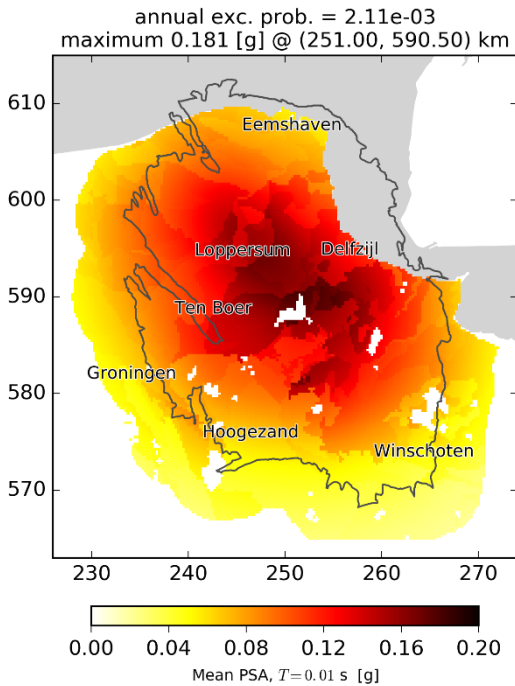 annual exc. prob. = 2.11e-03
maximum 0.181 [g] @ (251.00, 590.50) km
610
600
590
580
570
Eemshaven
Loppersum
Delfzijl
Ten Boer
Groningen
Hoogezand
Winschoten
230 240 250 260 270
0.00 0.04 0.08 0.12 0.16 0.20
Mean PSA, T = 0.01 s [g]